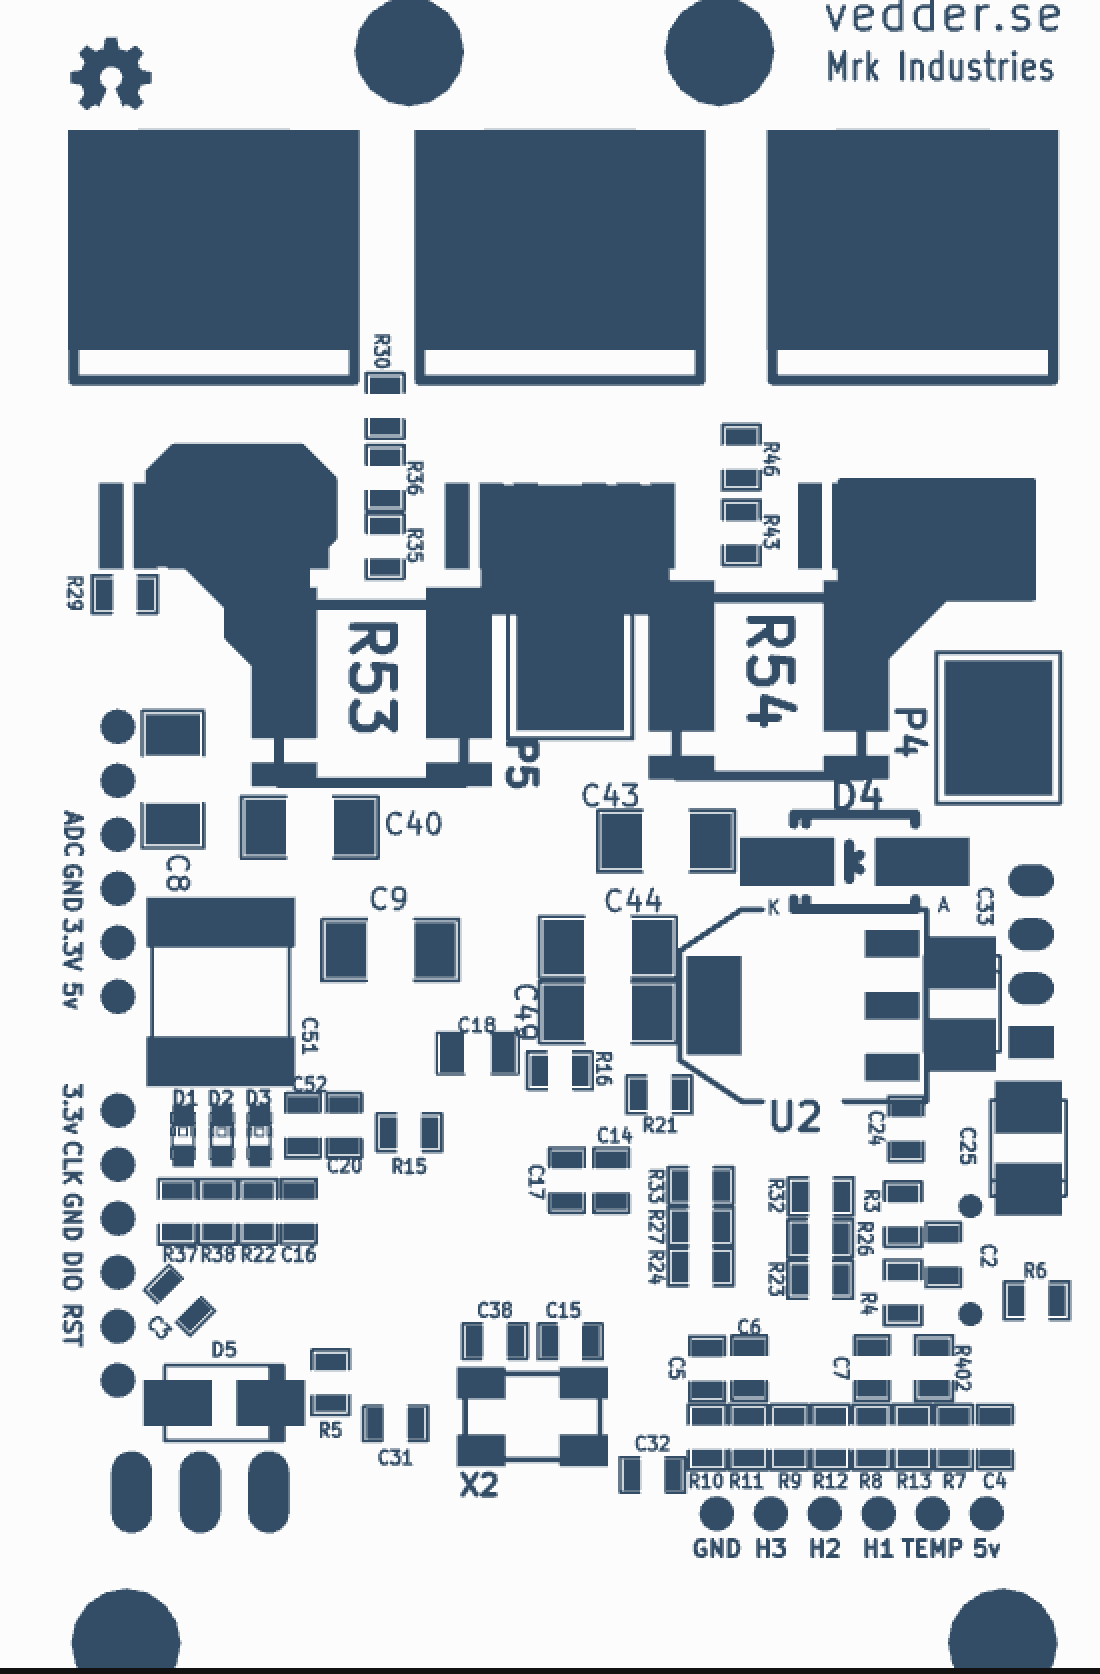 vedder.se
Mrk Industries
R30
R46
R36
R43
R35
R29
R53
R54
P4
P5
D4
C43
C40
C8
C9
C44
K
A
C33
ADC GND 3.3V 5v
C49
C18
C51
R16
C52
D1 D2 D3
R21
U2
C24
C25
C20
R15
C14
C17
3.3v CLK GND DIO RST
R33
R32
R3
R27
R26
R24
R23
C2
R37 R38 R22 C16
R6
R4
C3
C38 C15
C6
D5
C5
C7
R402
R5
C31
C32
X2
R10 R11 R9 R12 R8 R13 R7 C4
GND H3 H2 H1 TEMP 5v